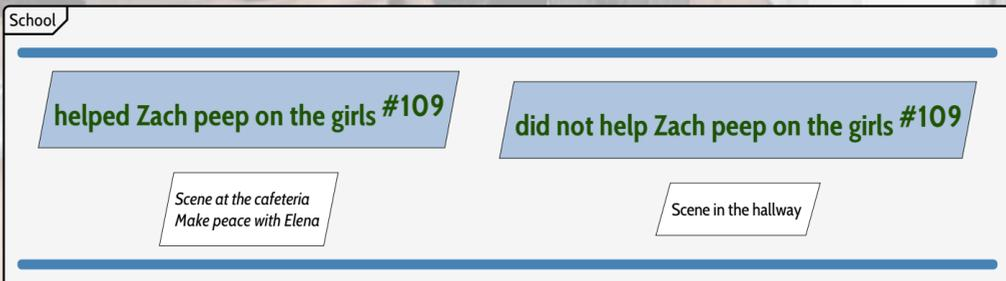 School
helped Zach peep on the girls #109
did not help Zach peep on the girls #109
Scene at the cafeteria
Make peace with Elena
Scene in the hallway